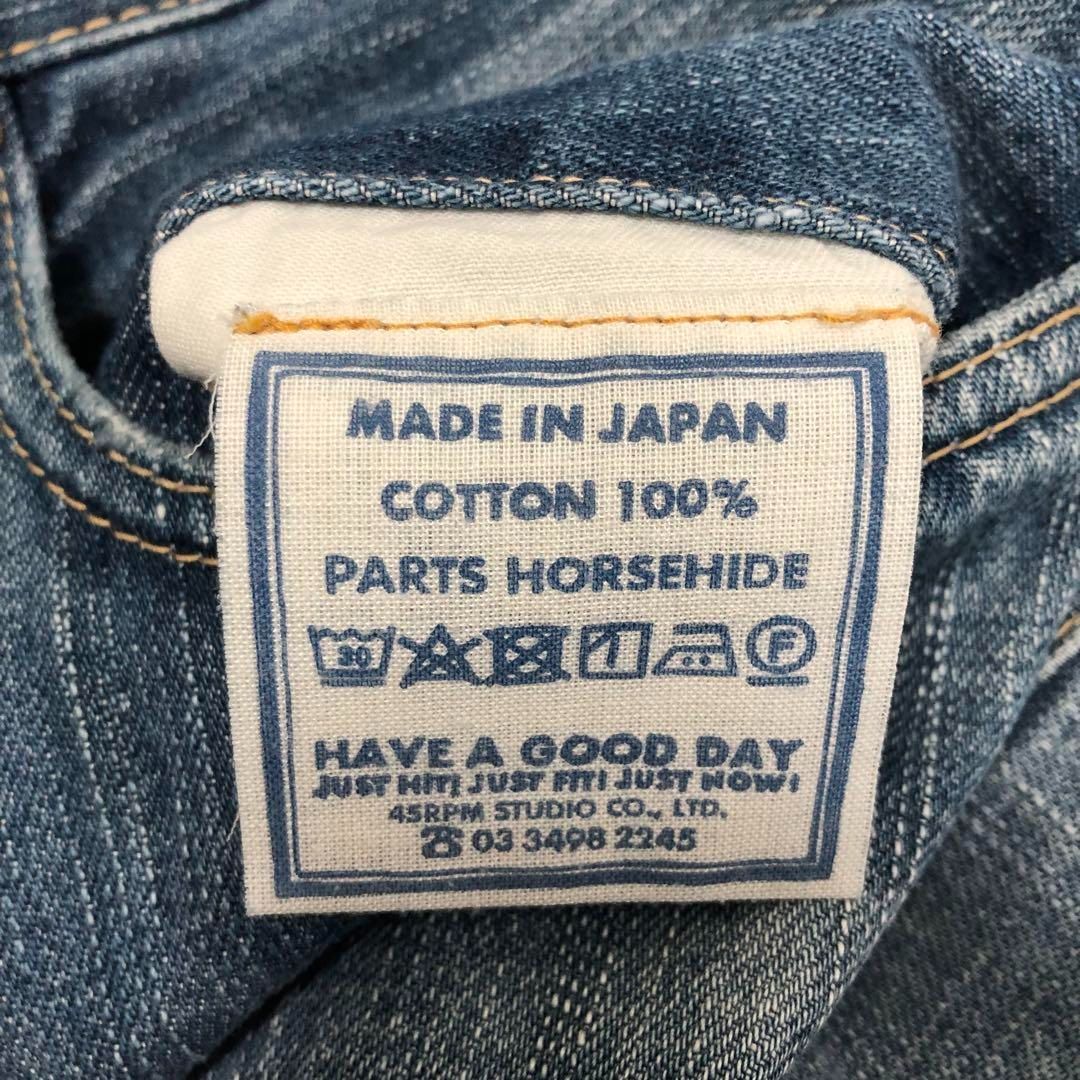 MADE IN JAPAN
COTTON 100%
PARTS HORSEHIDE
30 F
HAVE A GOOD DAY
JUST HIT! JUST FIT! JUST NOW!
45RPM STUDIO CO., LTD.
☎ 03 3498 2245